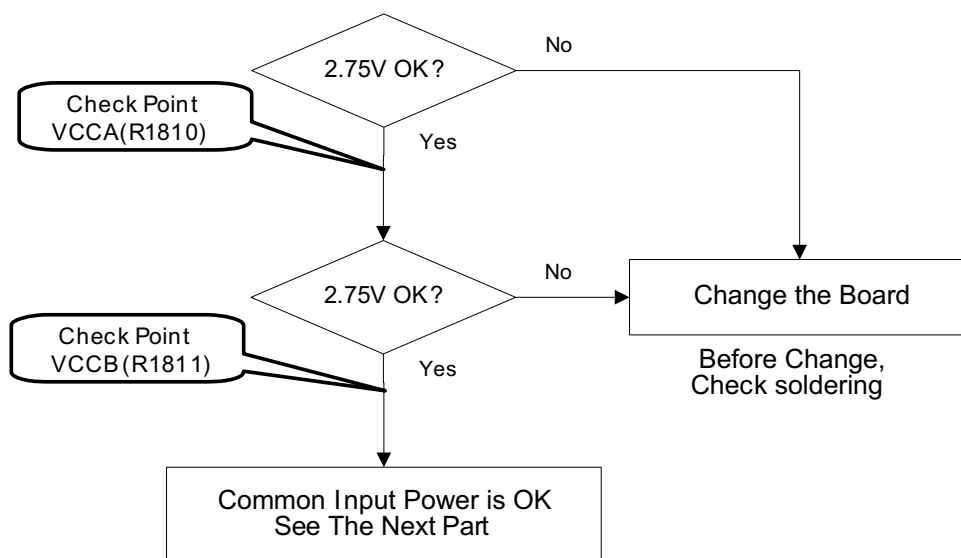 2.75V OK?
No
Check Point
VCCA(R1810)
Yes
2.75V OK?
No
Change the Board
Check Point
VCCB(R1811)
Yes
Before Change,
Check soldering
Common Input Power is OK
See The Next Part